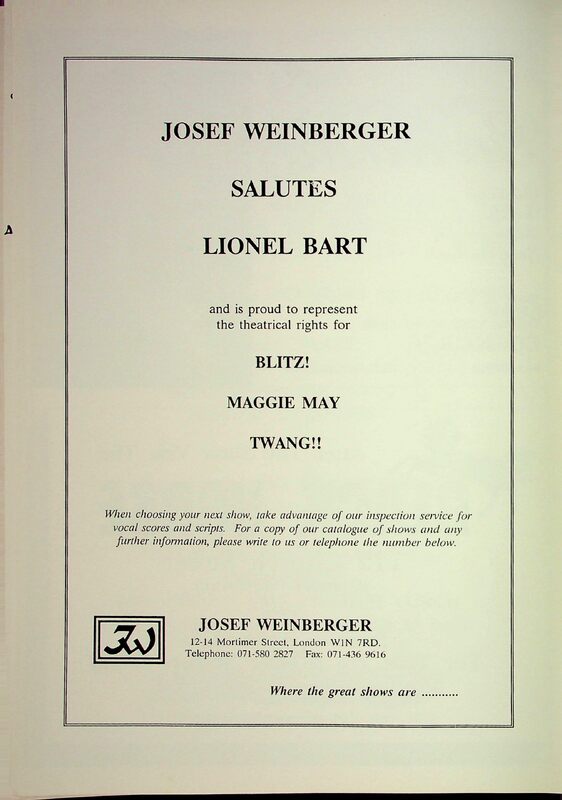 JOSEF WEINBERGER
SALUTES
LIONEL BART
and is proud to represent
the theatrical rights for
BLITZ!
MAGGIE MAY
TWANG!!
When choosing your next show, take advantage of our inspection service for
vocal scores and scripts. For a copy of our catalogue of shows and any
further information, please write to us or telephone the number below.
JW
JOSEF WEINBERGER
12-14 Mortimer Street, London W1N 7RD.
Telephone: 071-580 2827 Fax: 071-436 9616
Where the great shows are ...........